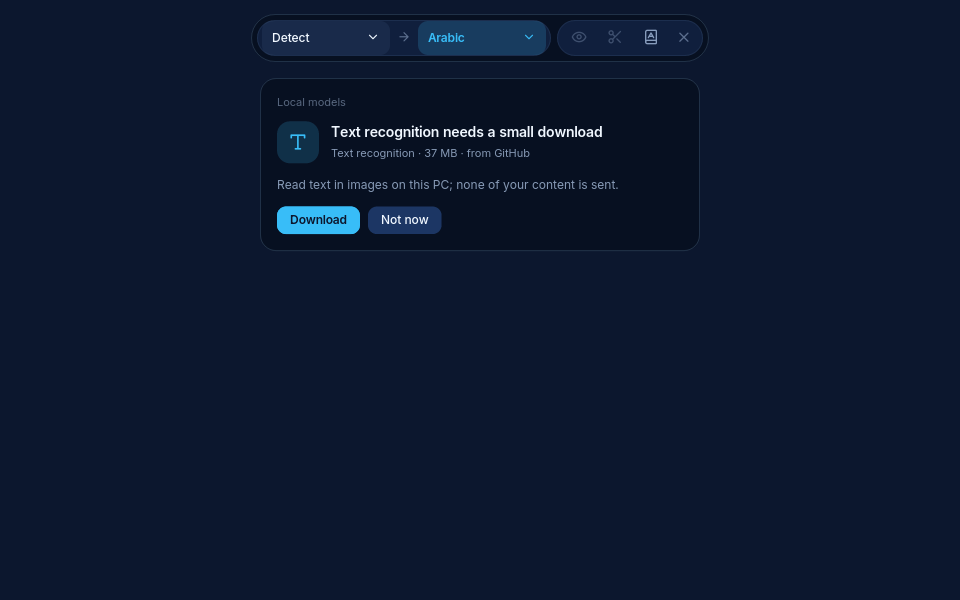 Detect
Arabic
Local models
Text recognition needs a small download
Text recognition · 37 MB · from GitHub
Read text in images on this PC; none of your content is sent.
Download
Not now